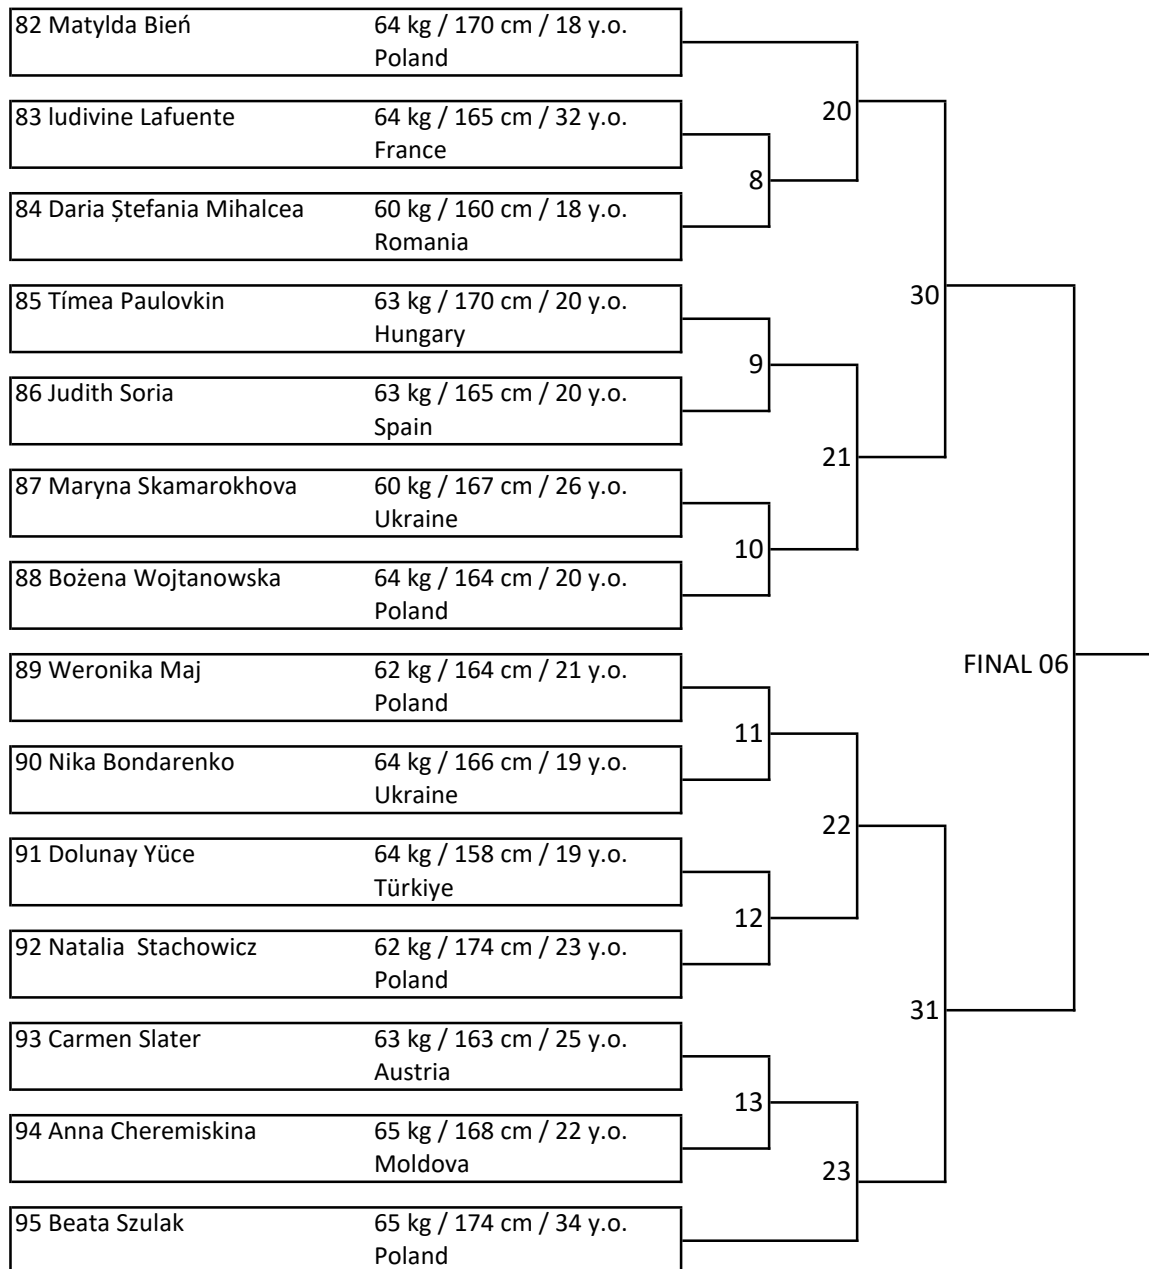 82 Matylda Bień 64 kg / 170 cm / 18 y.o.
Poland
20
83 ludivine Lafuente 64 kg / 165 cm / 32 y.o.
France
8
84 Daria Ștefania Mihalcea 60 kg / 160 cm / 18 y.o.
Romania
30
85 Tímea Paulovkin 63 kg / 170 cm / 20 y.o.
Hungary
9
86 Judith Soria 63 kg / 165 cm / 20 y.o.
Spain
21
87 Maryna Skamarokhova 60 kg / 167 cm / 26 y.o.
Ukraine
10
88 Bożena Wojtanowska 64 kg / 164 cm / 20 y.o.
Poland
FINAL 06
89 Weronika Maj 62 kg / 164 cm / 21 y.o.
Poland
11
90 Nika Bondarenko 64 kg / 166 cm / 19 y.o.
Ukraine
22
91 Dolunay Yüce 64 kg / 158 cm / 19 y.o.
Türkiye
12
92 Natalia  Stachowicz 62 kg / 174 cm / 23 y.o.
Poland
31
93 Carmen Slater 63 kg / 163 cm / 25 y.o.
Austria
13
94 Anna Cheremiskina 65 kg / 168 cm / 22 y.o.
Moldova
23
95 Beata Szulak 65 kg / 174 cm / 34 y.o.
Poland